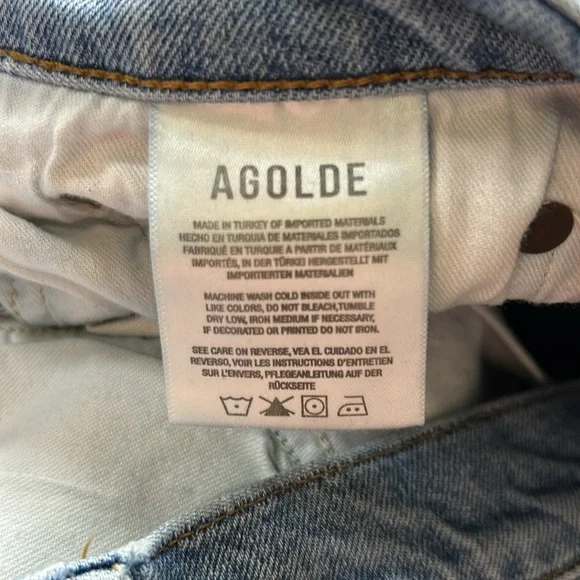 AGOLDE
MADE IN TURKEY OF IMPORTED MATERIALS
HECHO EN TURQUIA DE MATERIALES IMPORTADOS
FABRIQUÉ EN TURQUIE A PARTIR DE MATÉRIAUX
IMPORTÉS, IN DER TÜRKEI HERGESTELLT MIT
IMPORTIERTEN MATERIALIEN
MACHINE WASH COLD INSIDE OUT WITH
LIKE COLORS, DO NOT BLEACH,TUMBLE
DRY LOW, IRON MEDIUM IF NECESSARY,
IF DECORATED OR PRINTED DO NOT IRON.
SEE CARE ON REVERSE, VEA EL CUIDADO EN EL
REVERSO, VOIR LES INSTRUCTIONS D'ENTRETIEN
SUR L'ENVERS, PFLEGEANLEITUNG AUF DER
RÜCKSEITE